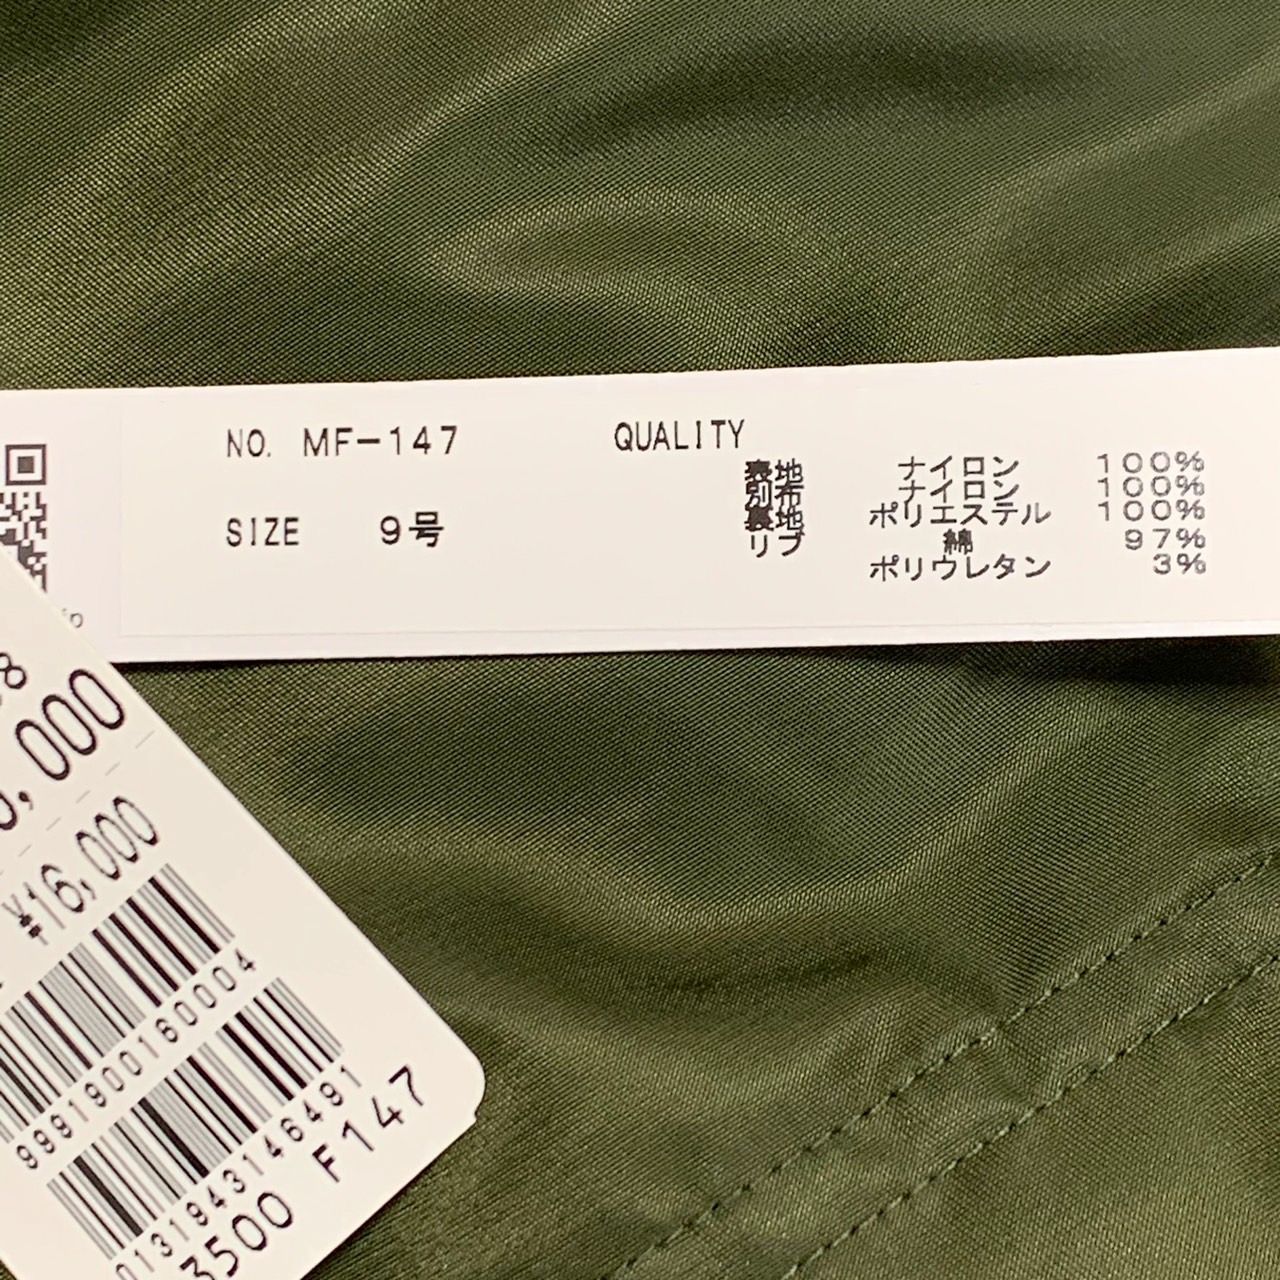 NO. MF-147
SIZE 9号
QUALITY
表地 ナイロン 100%
別布 ナイロン 100%
裏地 ポリエステル 100%
リブ 綿 97%
ポリウレタン 3%
8
,000
¥16,000
9991900160004
0131943146491
3500 F147